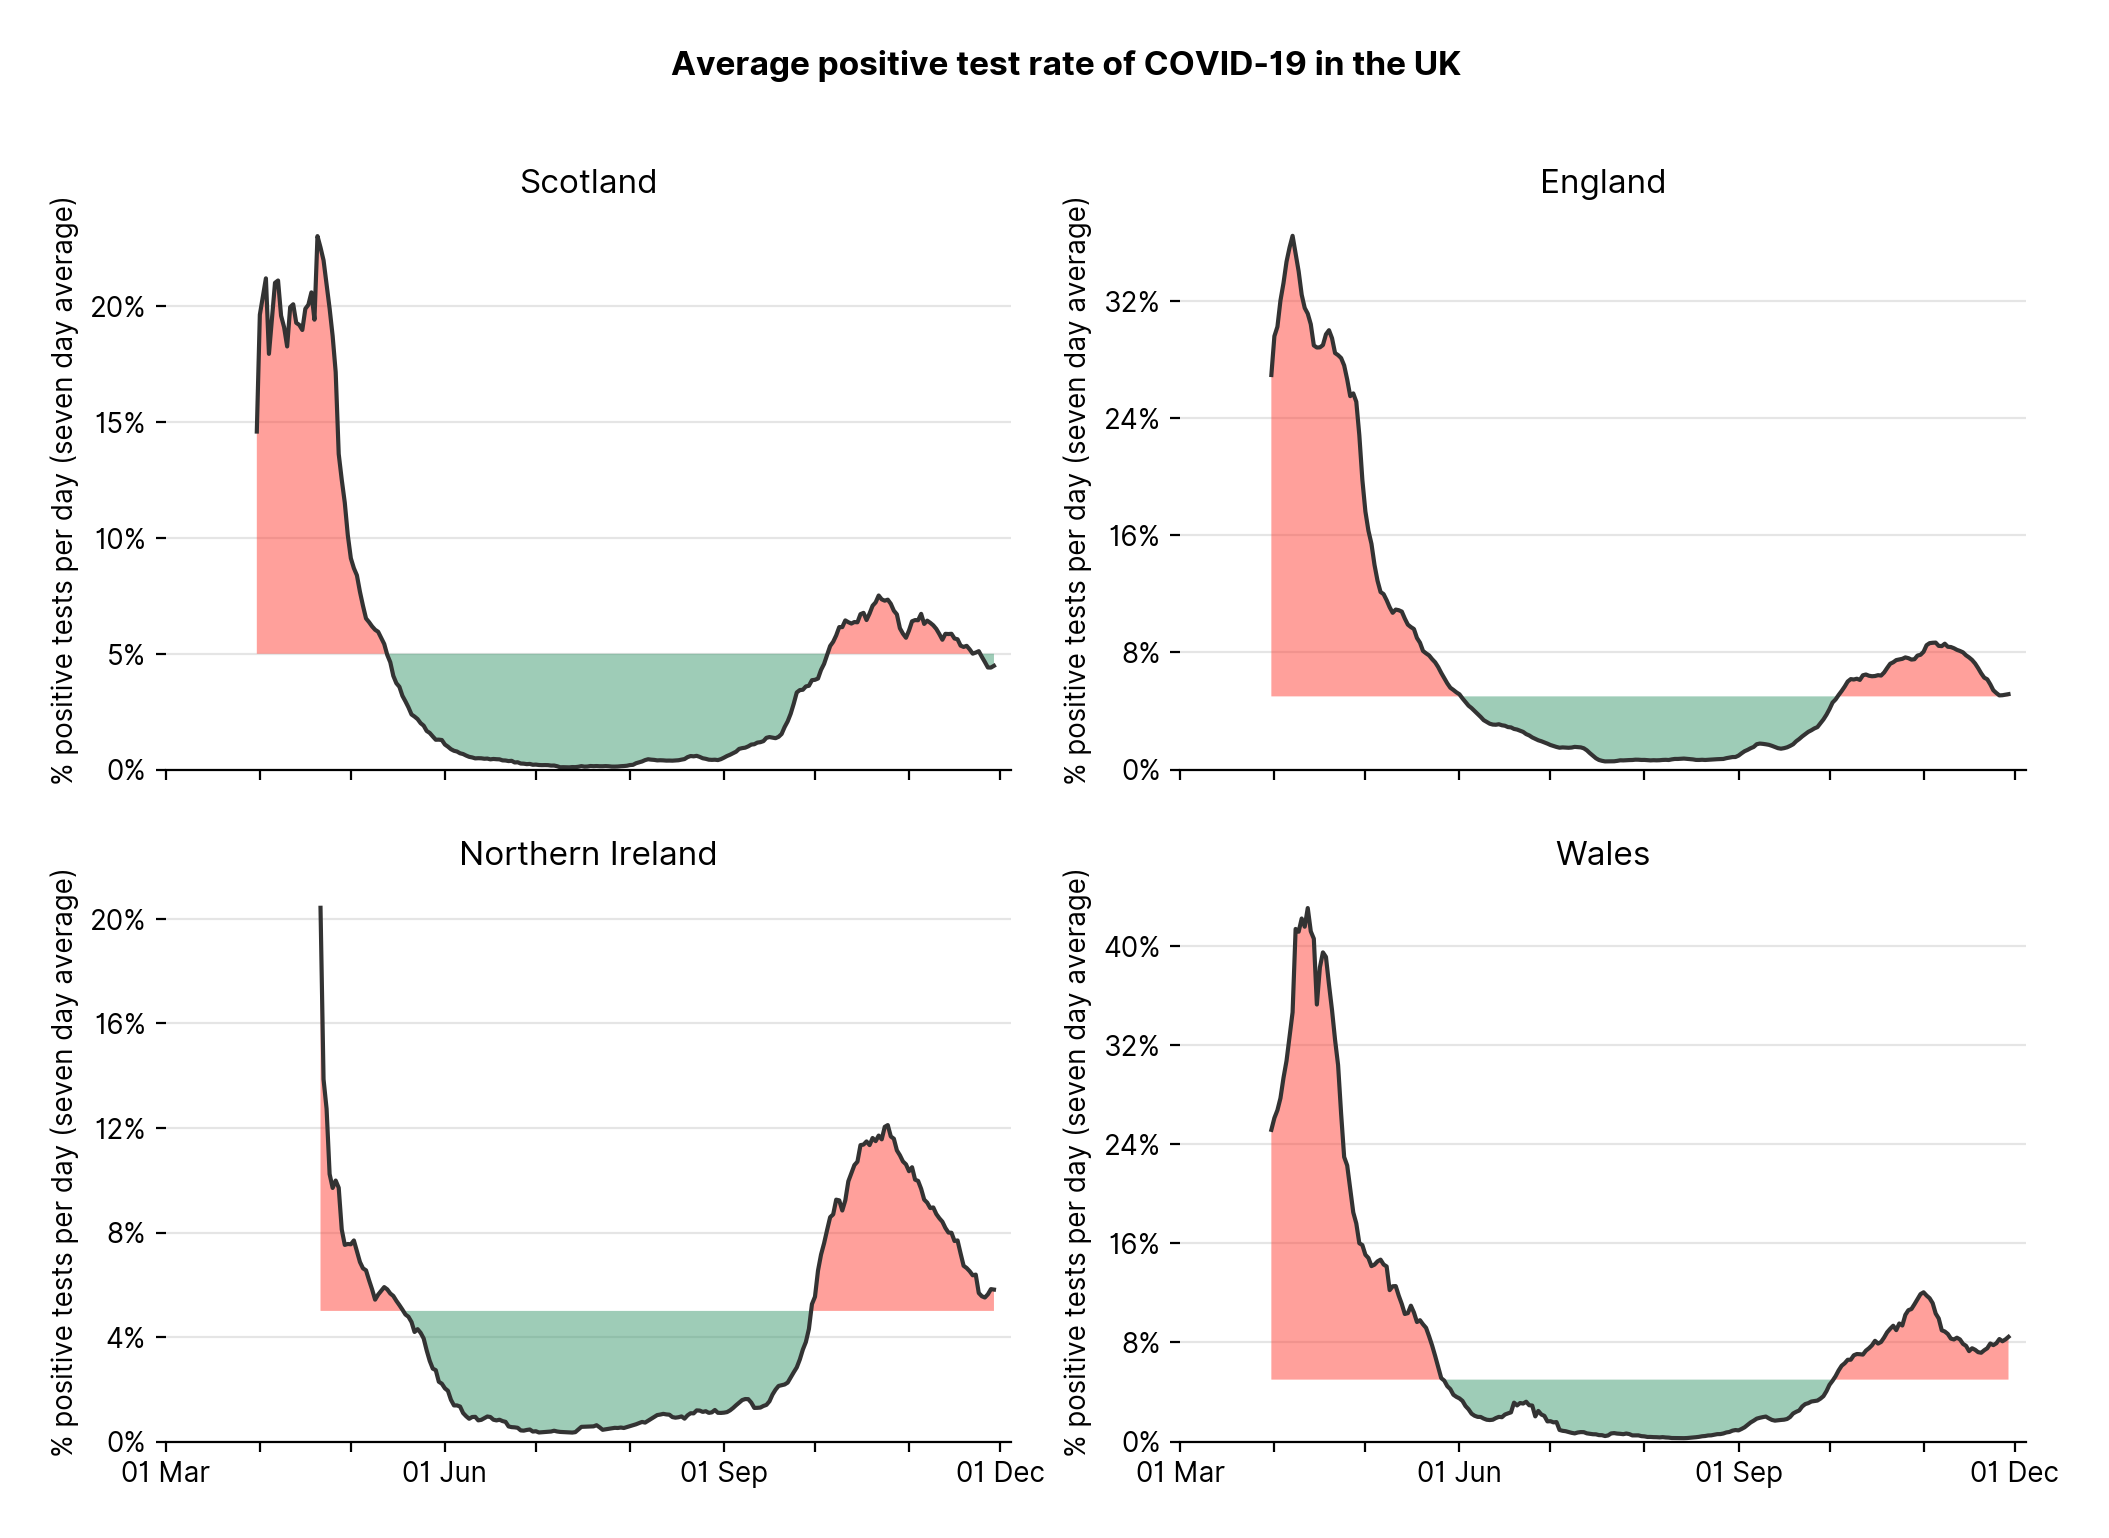 Average positive test rate of COVID-19 in the UK
Scotland
% positive tests per day (seven day average)
20%
15%
10%
5%
0%
England
% positive tests per day (seven day average)
32%
24%
16%
8%
0%
Northern Ireland
% positive tests per day (seven day average)
20%
16%
12%
8%
4%
0%
01 Mar
01 Jun
01 Sep
01 Dec
Wales
% positive tests per day (seven day average)
40%
32%
24%
16%
8%
0%
01 Mar
01 Jun
01 Sep
01 Dec